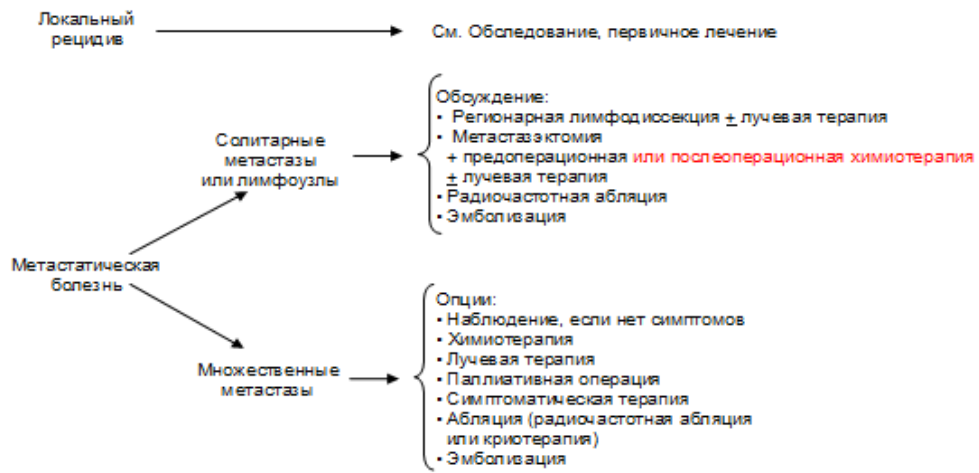 Локальный
рецидив
См. Обследование, первичное лечение
Солитарные
метастазы
или лимфоузлы
Обсуждение:
▪ Регионарная лимфодиссекция ± лучевая терапия
▪ Метастазэктомия
+ предоперационная или послеоперационная химиотерапия
± лучевая терапия
▪ Радиочастотная абляция
▪ Эмболизация
Метастатическая
болезнь
Множественные
метастазы
Опции:
▪ Наблюдение, если нет симптомов
▪ Химиотерапия
▪ Лучевая терапия
▪ Паллиативная операция
▪ Симптоматическая терапия
▪ Абляция (радиочастотная абляция
или криотерапия)
▪ Эмболизация